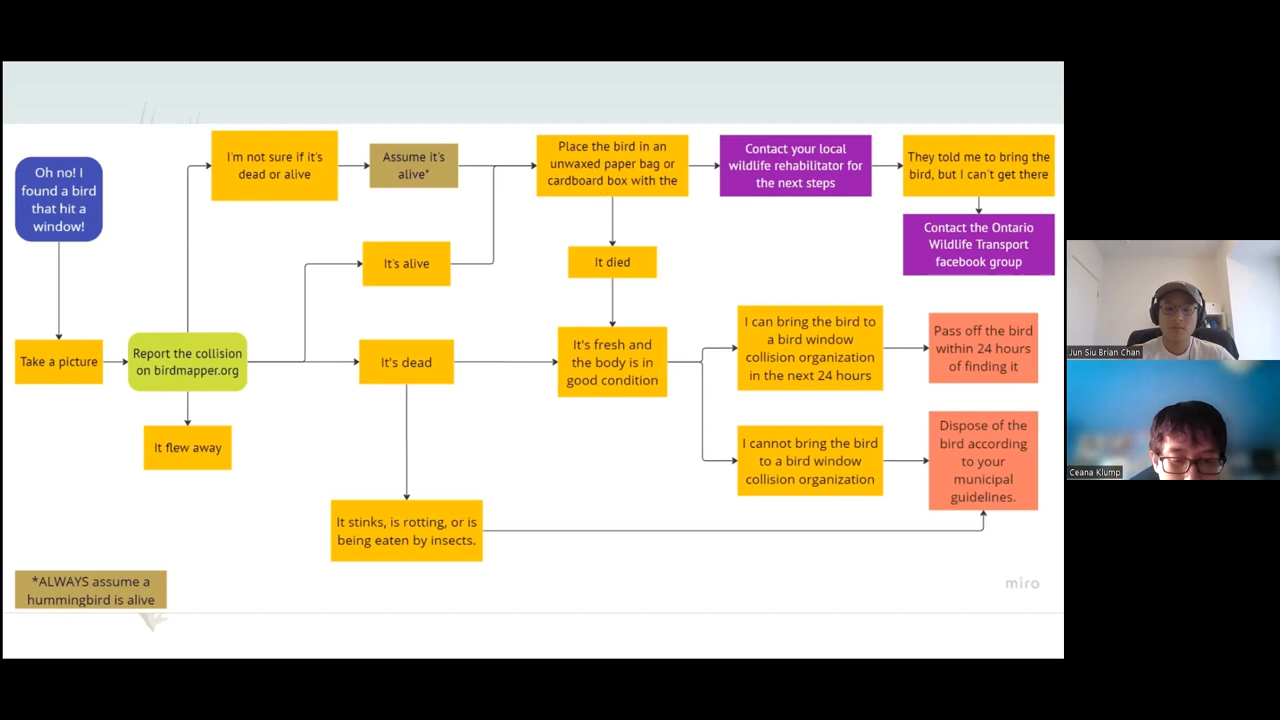 Oh no! I
found a bird
that hit a
window!
Take a picture
Report the collision
on birdmapper.org
It flew away
I'm not sure if it's
dead or alive
Assume it's
alive*
It's alive
It's dead
It stinks, is rotting, or is
being eaten by insects.
Place the bird in an
unwaxed paper bag or
cardboard box with the
It died
It's fresh and
the body is in
good condition
Contact your local
wildlife rehabilitator for
the next steps
They told me to bring the
bird, but I can't get there
Contact the Ontario
Wildlife Transport
facebook group
I can bring the bird to
a bird window
collision organization
in the next 24 hours
Pass off the bird
within 24 hours
of finding it
I cannot bring the bird
to a bird window
collision organization
Dispose of the
bird according
to your
municipal
guidelines.
*ALWAYS assume a
hummingbird is alive
miro
Jun Siu Brian Chan
Ceana Klump